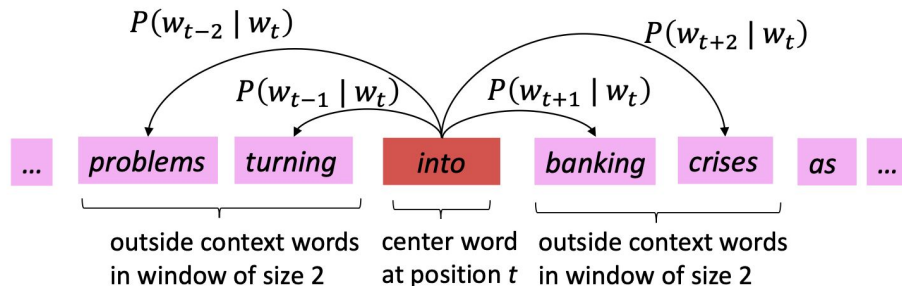 P(w_{t-2} | w_t) P(w_{t+2} | w_t)
P(w_{t-1} | w_t) P(w_{t+1} | w_t)
... problems turning into banking crises as ...
outside context words center word outside context words
in window of size 2 at position t in window of size 2